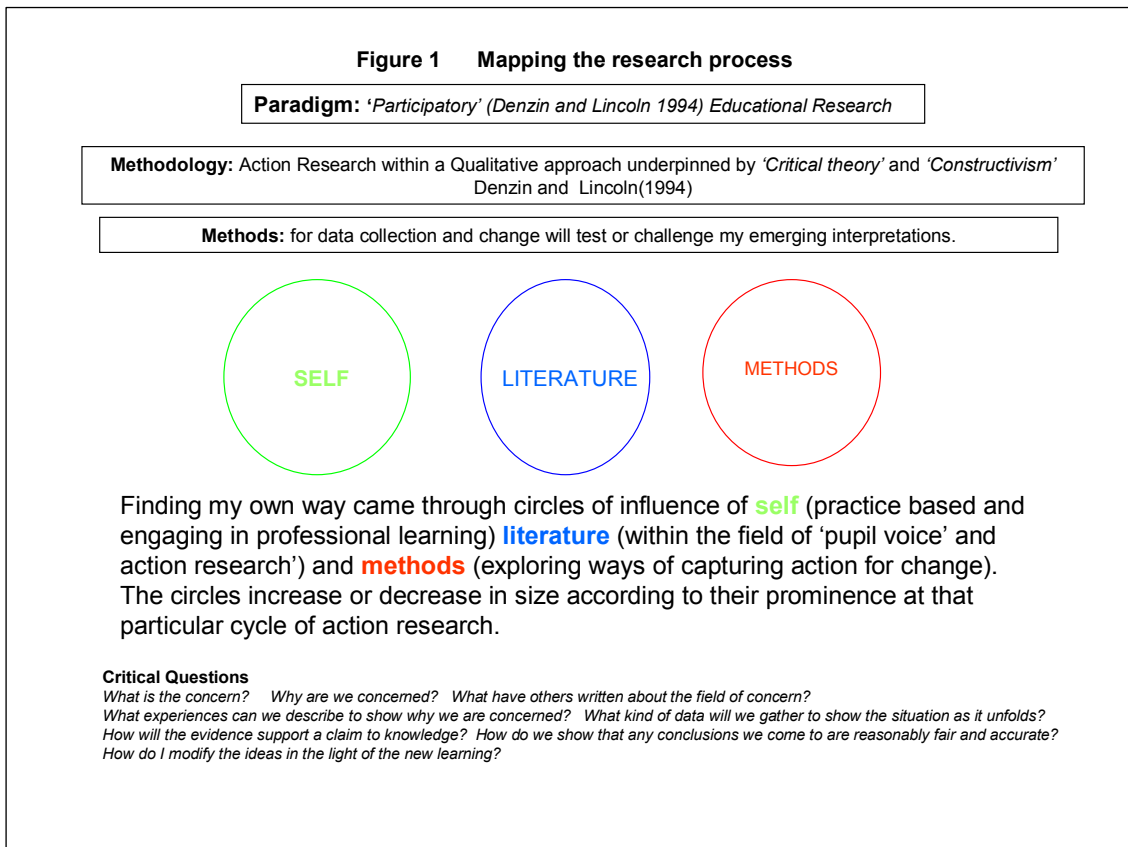 Figure 1 Mapping the research process
Paradigm: ‘Participatory’ (Denzin and Lincoln 1994) Educational Research
Methodology: Action Research within a Qualitative approach underpinned by ‘Critical theory’ and ‘Constructivism’
Denzin and Lincoln(1994)
Methods: for data collection and change will test or challenge my emerging interpretations.
SELF
LITERATURE
METHODS
Finding my own way came through circles of influence of self (practice based and
engaging in professional learning) literature (within the field of ‘pupil voice’ and
action research’) and methods (exploring ways of capturing action for change).
The circles increase or decrease in size according to their prominence at that
particular cycle of action research.
Critical Questions
What is the concern? Why are we concerned? What have others written about the field of concern?
What experiences can we describe to show why we are concerned? What kind of data will we gather to show the situation as it unfolds?
How will the evidence support a claim to knowledge? How do we show that any conclusions we come to are reasonably fair and accurate?
How do I modify the ideas in the light of the new learning?